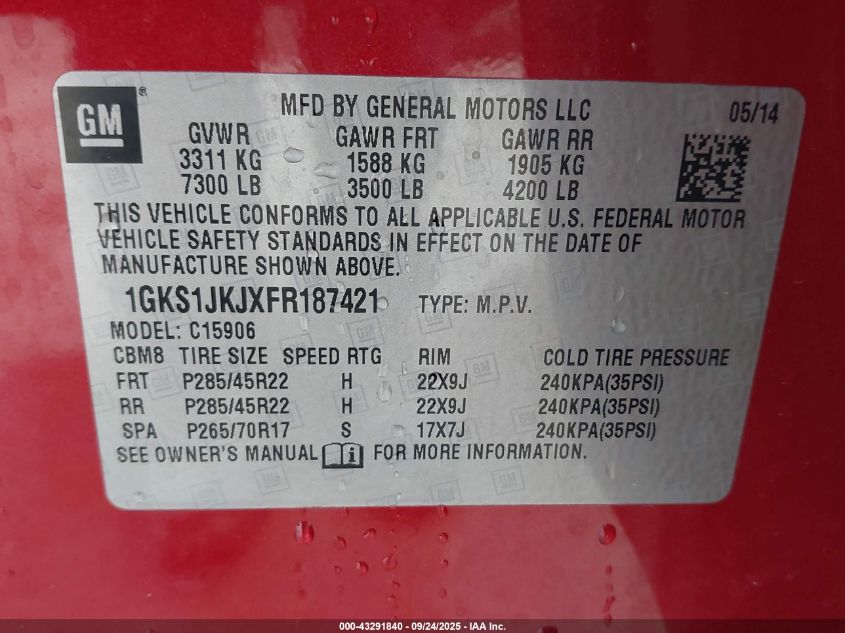 GM ®
MFD BY GENERAL MOTORS LLC 05/14
GVWR GAWR FRT GAWR RR
3311 KG 1588 KG 1905 KG
7300 LB 3500 LB 4200 LB
THIS VEHICLE CONFORMS TO ALL APPLICABLE U.S. FEDERAL MOTOR
VEHICLE SAFETY STANDARDS IN EFFECT ON THE DATE OF
MANUFACTURE SHOWN ABOVE.
1GKS1JKJXFR187421 TYPE: M.P.V.
MODEL: C15906
CBM8 TIRE SIZE SPEED RTG RIM COLD TIRE PRESSURE
FRT P285/45R22 H 22X9J 240KPA(35PSI)
RR P285/45R22 H 22X9J 240KPA(35PSI)
SPA P265/70R17 S 17X7J 240KPA(35PSI)
SEE OWNER'S MANUAL i FOR MORE INFORMATION.
000-43291840 - 09/24/2025 - IAA Inc.